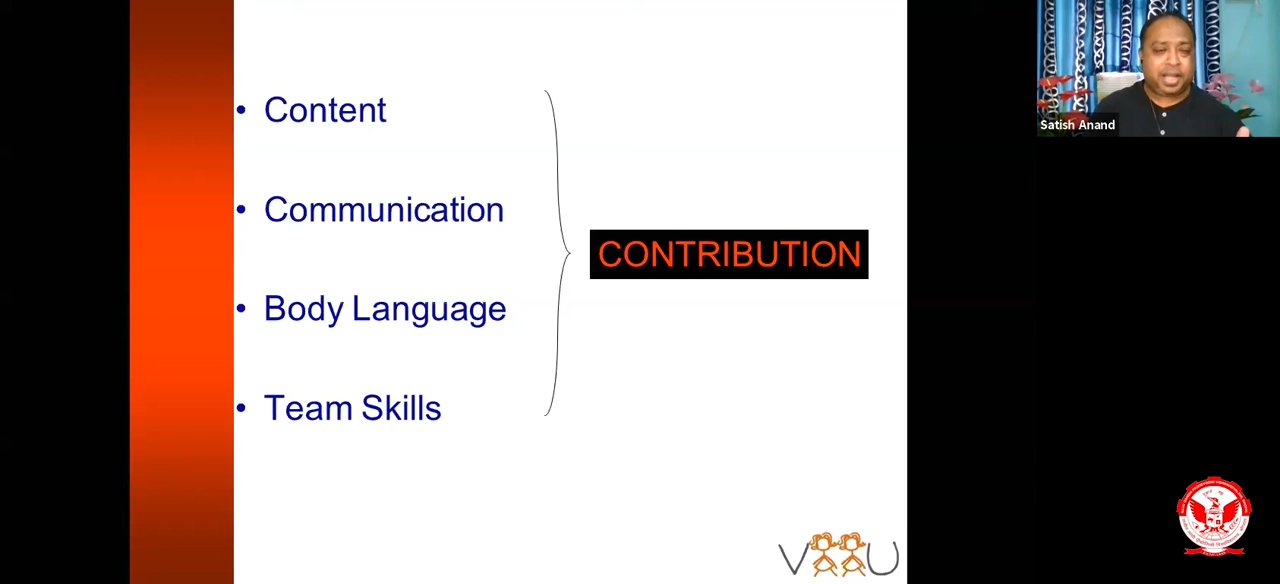 • Content
• Communication
• Body Language
• Team Skills
CONTRIBUTION
Satish Anand